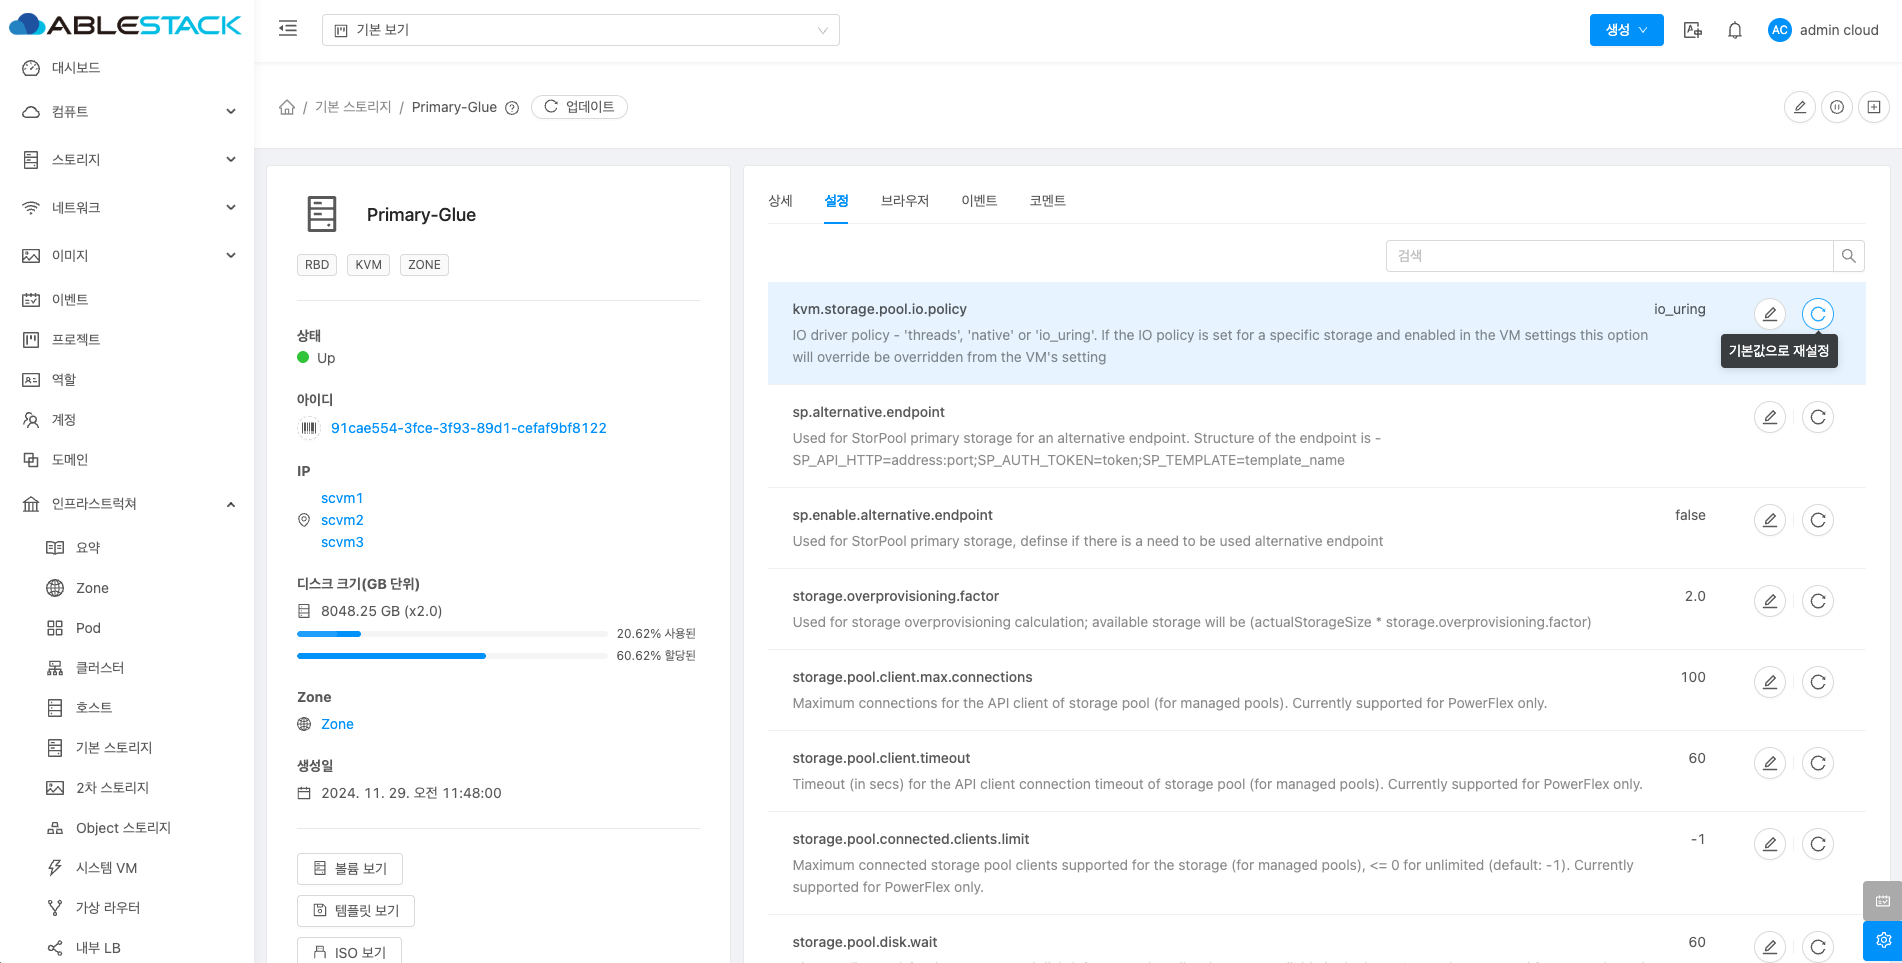 ABLESTACK
기본 보기
생성
AC
admin cloud
대시보드
컴퓨트
스토리지
네트워크
이미지
이벤트
프로젝트
역할
계정
도메인
인프라스트럭쳐
요약
Zone
Pod
클러스터
호스트
기본 스토리지
2차 스토리지
Object 스토리지
시스템 VM
가상 라우터
내부 LB
/ 기본 스토리지 / Primary-Glue
업데이트
Primary-Glue
RBD
KVM
ZONE
상태
Up
아이디
91cae554-3fce-3f93-89d1-cefaf9bf8122
IP
scvm1
scvm2
scvm3
디스크 크기(GB 단위)
8048.25 GB (x2.0)
20.62% 사용된
60.62% 할당된
Zone
Zone
생성일
2024. 11. 29. 오전 11:48:00
볼륨 보기
템플릿 보기
ISO 보기
상세
설정
브라우저
이벤트
코멘트
검색
kvm.storage.pool.io.policy
io_uring
IO driver policy - 'threads', 'native' or 'io_uring'. If the IO policy is set for a specific storage and enabled in the VM settings this option
will override be overridden from the VM's setting
기본값으로 재설정
sp.alternative.endpoint
Used for StorPool primary storage for an alternative endpoint. Structure of the endpoint is -
SP_API_HTTP=address:port;SP_AUTH_TOKEN=token;SP_TEMPLATE=template_name
sp.enable.alternative.endpoint
false
Used for StorPool primary storage, definse if there is a need to be used alternative endpoint
storage.overprovisioning.factor
2.0
Used for storage overprovisioning calculation; available storage will be (actualStorageSize * storage.overprovisioning.factor)
storage.pool.client.max.connections
100
Maximum connections for the API client of storage pool (for managed pools). Currently supported for PowerFlex only.
storage.pool.client.timeout
60
Timeout (in secs) for the API client connection timeout of storage pool (for managed pools). Currently supported for PowerFlex only.
storage.pool.connected.clients.limit
-1
Maximum connected storage pool clients supported for the storage (for managed pools), <= 0 for unlimited (default: -1). Currently
supported for PowerFlex only.
storage.pool.disk.wait
60